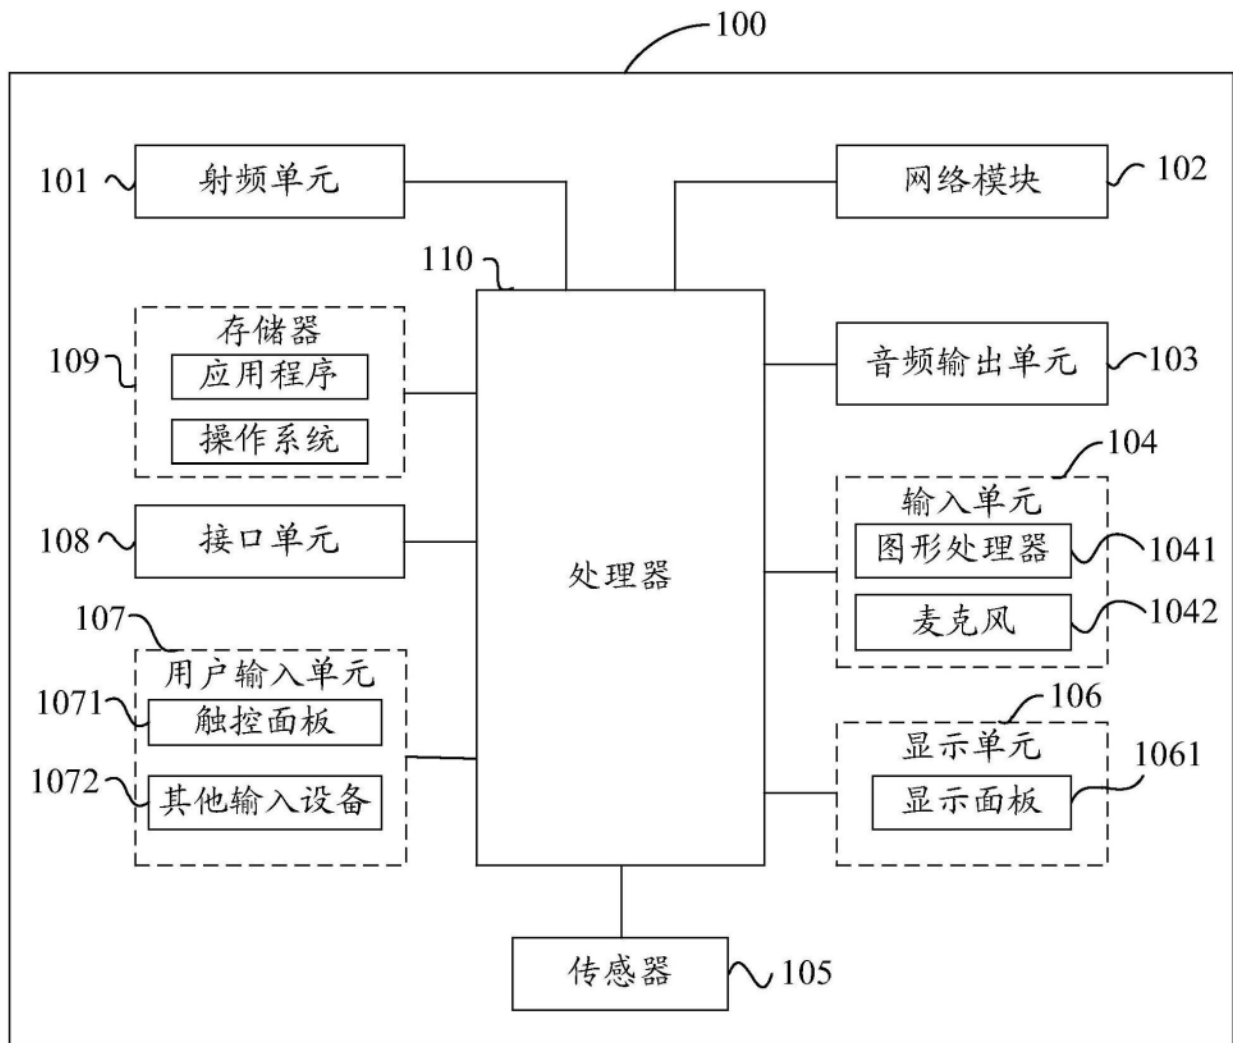 100
101
射频单元
网络模块
102
110
109
存储器
应用程序
操作系统
音频输出单元
103
104
输入单元
图形处理器
1041
麦克风
1042
108
接口单元
处理器
107
用户输入单元
1071
触控面板
1072
其他输入设备
106
显示单元
1061
显示面板
传感器
105